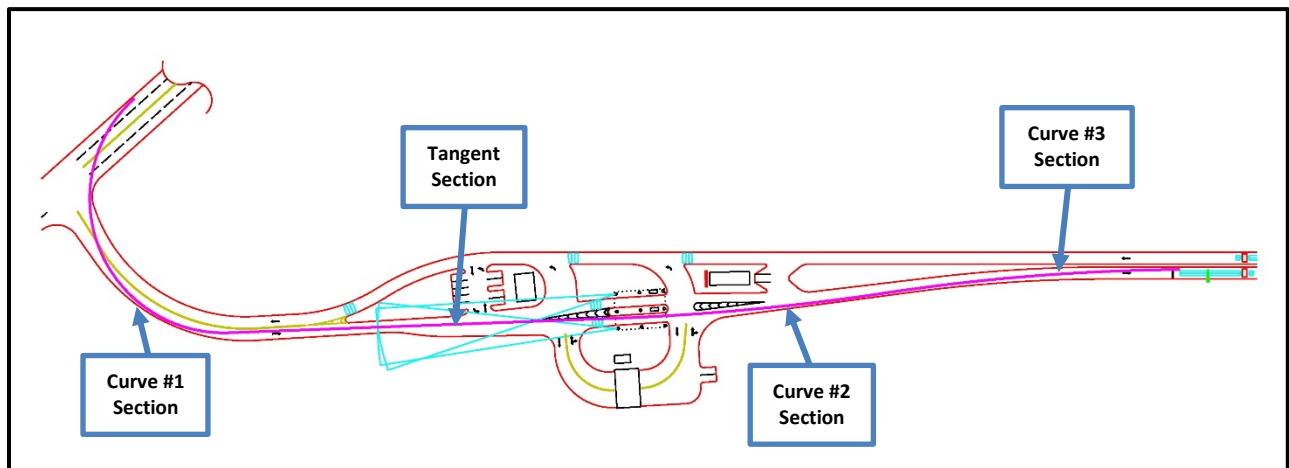 Tangent
Section
Curve #3
Section
Curve #1
Section
Curve #2
Section